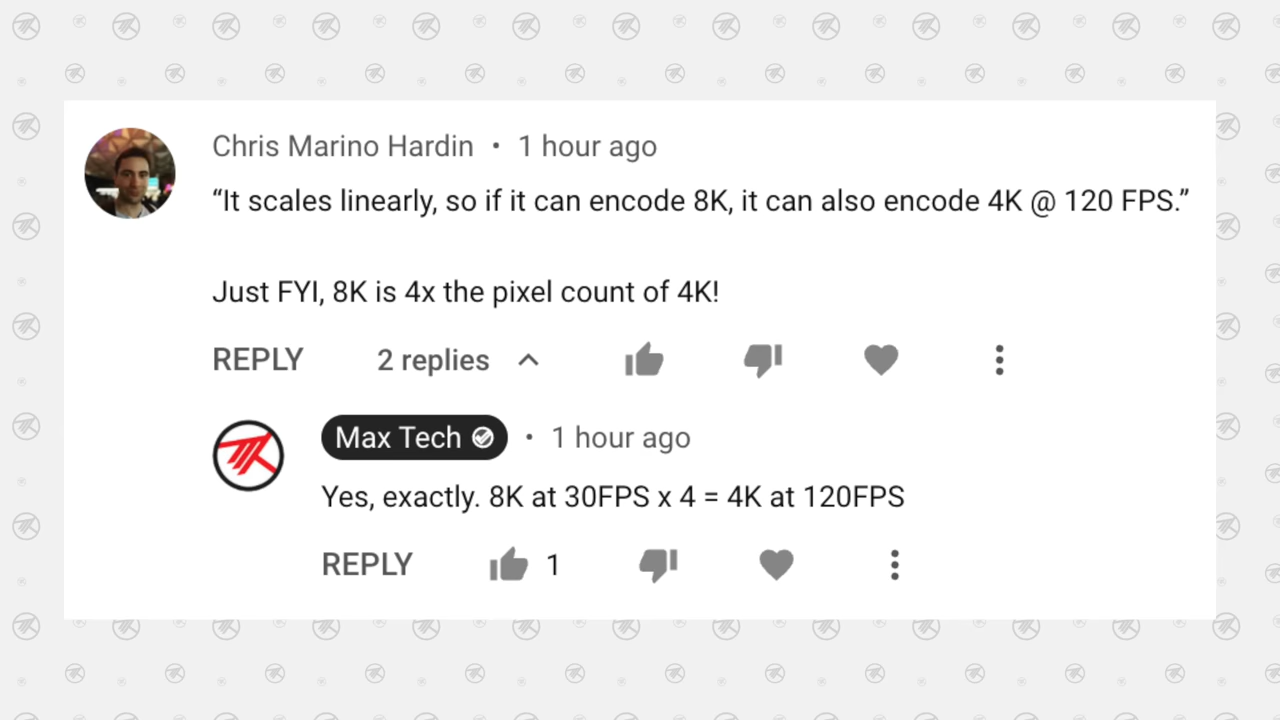 Chris Marino Hardin • 1 hour ago
“It scales linearly, so if it can encode 8K, it can also encode 4K @ 120 FPS.”
Just FYI, 8K is 4x the pixel count of 4K!
REPLY 2 replies
Max Tech • 1 hour ago
Yes, exactly. 8K at 30FPS x 4 = 4K at 120FPS
REPLY 1